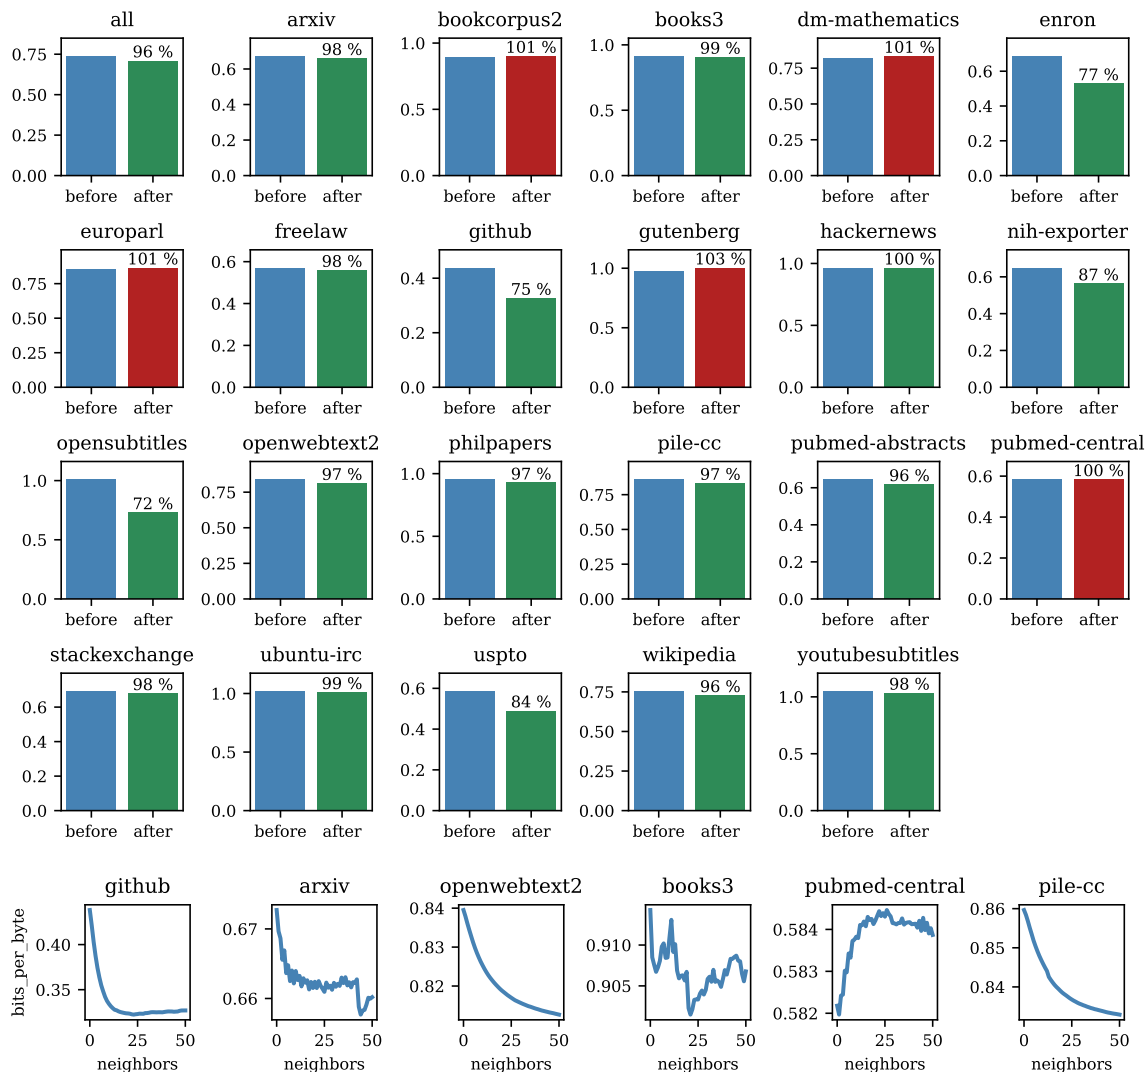 all arxiv bookcorpus2 books3 dm-mathematics enron
96 % 98 % 101 % 99 % 101 % 77 %
0.75 0.6 1.0 1.0 0.75 0.6
0.50 0.4 0.5 0.5 0.50 0.4
0.25 0.2 0.25 0.2
0.00 0.0 0.0 0.0 0.00 0.0
before after before after before after before after before after before after
europarl freelaw github gutenberg hackernews nih-exporter
101 % 98 % 75 % 103 % 100 % 87 %
0.75 0.6 0.4 1.0 1.0 0.6
0.50 0.4 0.2 0.5 0.5 0.4
0.25 0.2 0.2
0.00 0.0 0.0 0.0 0.0 0.0
before after before after before after before after before after before after
opensubtitles openwebtext2 philpapers pile-cc pubmed-abstracts pubmed-central
72 % 97 % 97 % 97 % 96 % 100 %
1.0 0.75 1.0 0.75 0.6 0.6
0.5 0.50 0.5 0.50 0.4 0.4
0.25 0.25 0.2 0.2
0.0 0.00 0.0 0.00 0.0 0.0
before after before after before after before after before after before after
stackexchange ubuntu-irc uspto wikipedia youtubesubtitles
98 % 99 % 84 % 96 % 98 %
0.6 1.0 0.6 0.75 1.0
0.4 0.5 0.4 0.50 0.5
0.2 0.2 0.25
0.0 0.0 0.0 0.00 0.0
before after before after before after before after before after
github arxiv openwebtext2 books3 pubmed-central pile-cc
bits_per_byte
0.40 0.667 0.84 0.910 0.584 0.86
0.35 0.66 0.83 0.905 0.583 0.85
0.82 0.582 0.84
0 25 50 0 25 50 0 25 50 0 25 50 0 25 50 0 25 50
neighbors neighbors neighbors neighbors neighbors neighbors